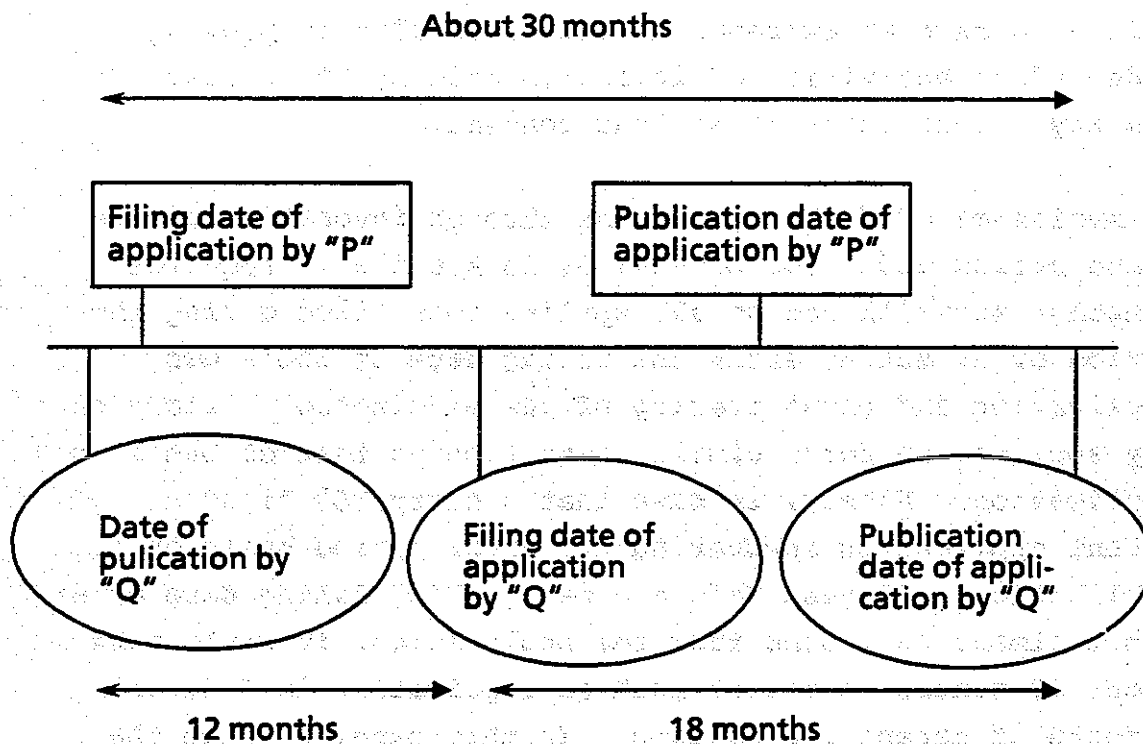 About 30 months
Filing date of
application by "P"
Publication date of
application by "P"
Date of
pulication by
"Q"
Filing date of
application
by "Q"
Publication
date of appli-
cation by "Q"
12 months
18 months